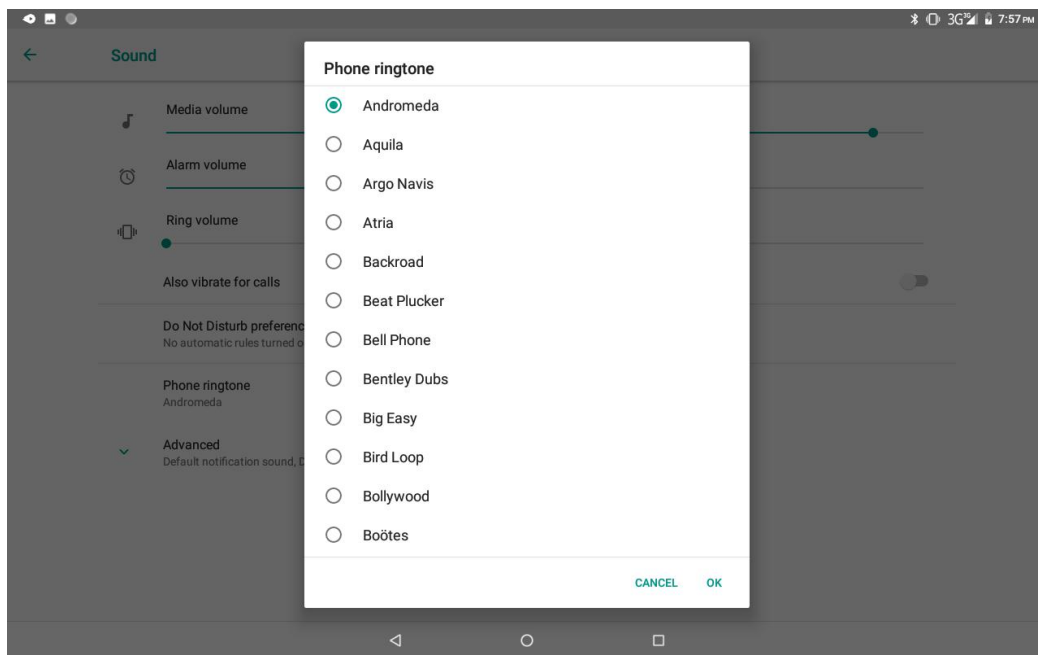 3G 3G 7:57 PM
Sound
Phone ringtone
Media volume
Alarm volume
Ring volume
Also vibrate for calls
Do Not Disturb preferenc
No automatic rules turned o
Phone ringtone
Andromeda
Advanced
Default notification sound, D
Andromeda
Aquila
Argo Navis
Atria
Backroad
Beat Plucker
Bell Phone
Bentley Dubs
Big Easy
Bird Loop
Bollywood
Boötes
CANCEL OK